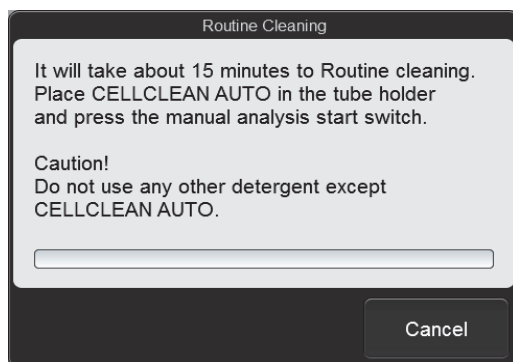 Routine Cleaning
It will take about 15 minutes to Routine cleaning.
Place CELLCLEAN AUTO in the tube holder
and press the manual analysis start switch.
Caution!
Do not use any other detergent except
CELLCLEAN AUTO.
Cancel